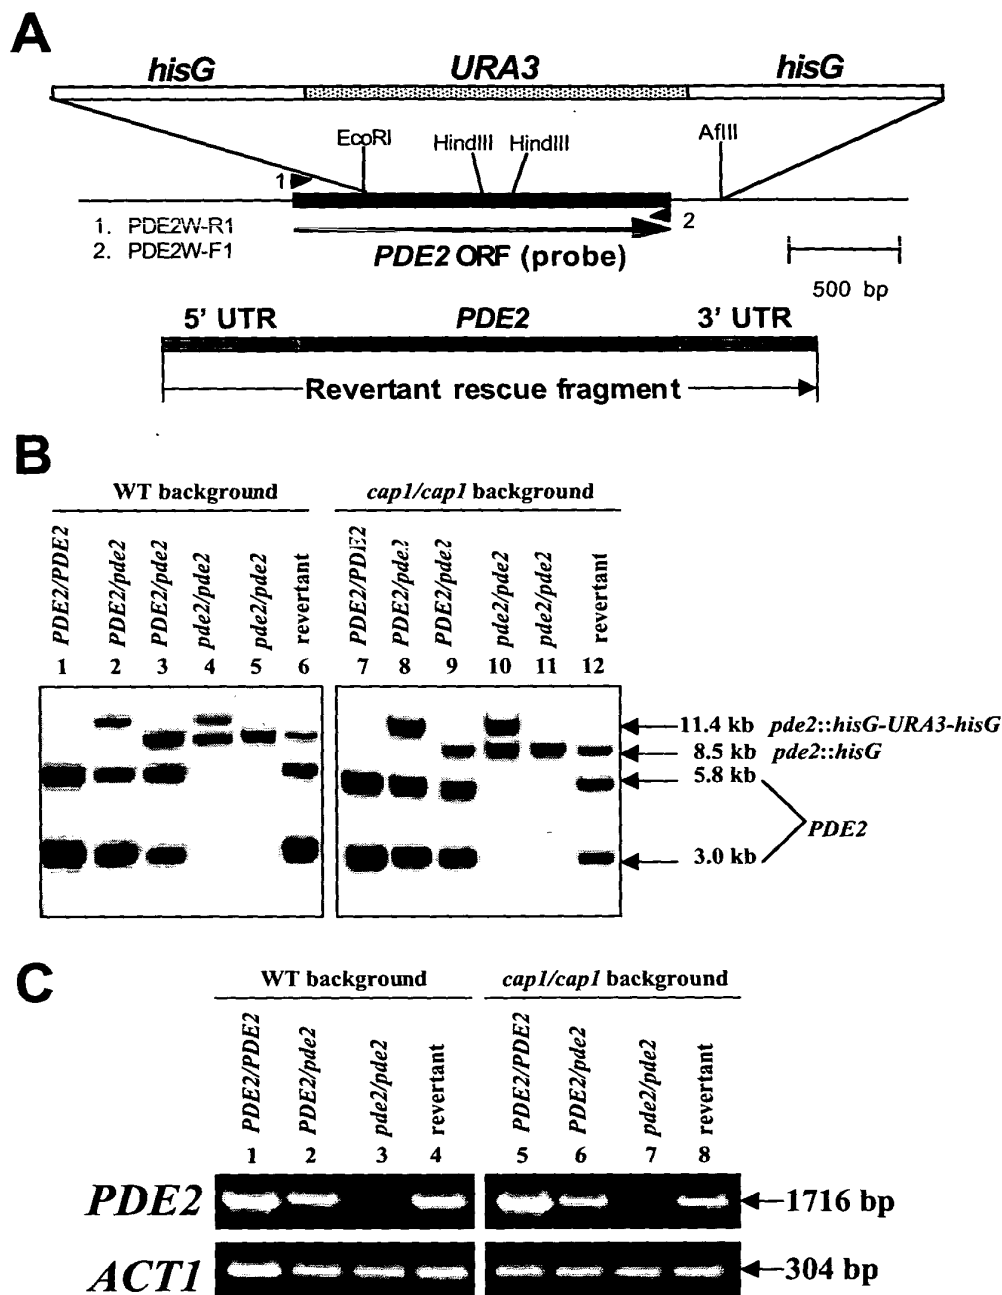 A
hisG URA3 hisG
EcoRI HindIII HindIII AflII
1
2
1. PDE2W-R1
2. PDE2W-F1
PDE2 ORF (probe)
500 bp
5' UTR PDE2 3' UTR
Revertant rescue fragment
B
WT background cap1/cap1 background
PDE2/PDE2 PDE2/pde2 PDE2/pde2 pde2/pde2 pde2/pde2 revertant PDE2/PDE2 PDE2/pde2 PDE2/pde2 pde2/pde2 pde2/pde2 revertant
1 2 3 4 5 6 7 8 9 10 11 12
11.4 kb pde2::hisG-URA3-hisG
8.5 kb pde2::hisG
5.8 kb
PDE2
3.0 kb
C
WT background cap1/cap1 background
PDE2/PDE2 PDE2/pde2 pde2/pde2 revertant PDE2/PDE2 PDE2/pde2 pde2/pde2 revertant
1 2 3 4 5 6 7 8
PDE2 1716 bp
ACT1 304 bp